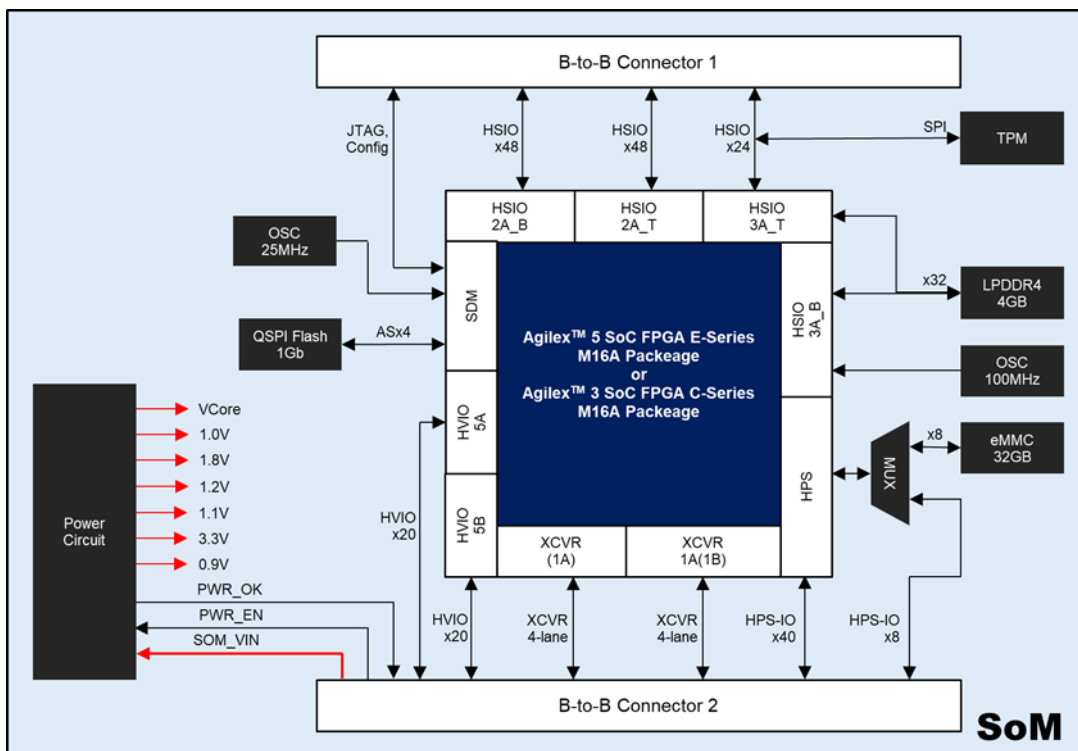 B-to-B Connector 1
JTAG,
Config
HSIO
x48
HSIO
x48
HSIO
x24
SPI
TPM
HSIO
2A_B
HSIO
2A_T
HSIO
3A_T
OSC
25MHz
SDM
HSIO
3A_B
x32
LPDDR4
4GB
QSPI Flash
1Gb
ASx4
Agilex™ 5 SoC FPGA E-Series
M16A Packeage
or
Agilex™ 3 SoC FPGA C-Series
M16A Packeage
OSC
100MHz
HVIO
5A
HPS
MUX
x8
eMMC
32GB
Power
Circuit
VCore
1.0V
1.8V
1.2V
1.1V
3.3V
0.9V
HVIO
x20
HVIO
5B
XCVR
(1A)
XCVR
1A(1B)
PWR_OK
PWR_EN
SOM_VIN
HVIO
x20
XCVR
4-lane
XCVR
4-lane
HPS-IO
x40
HPS-IO
x8
B-to-B Connector 2
SoM